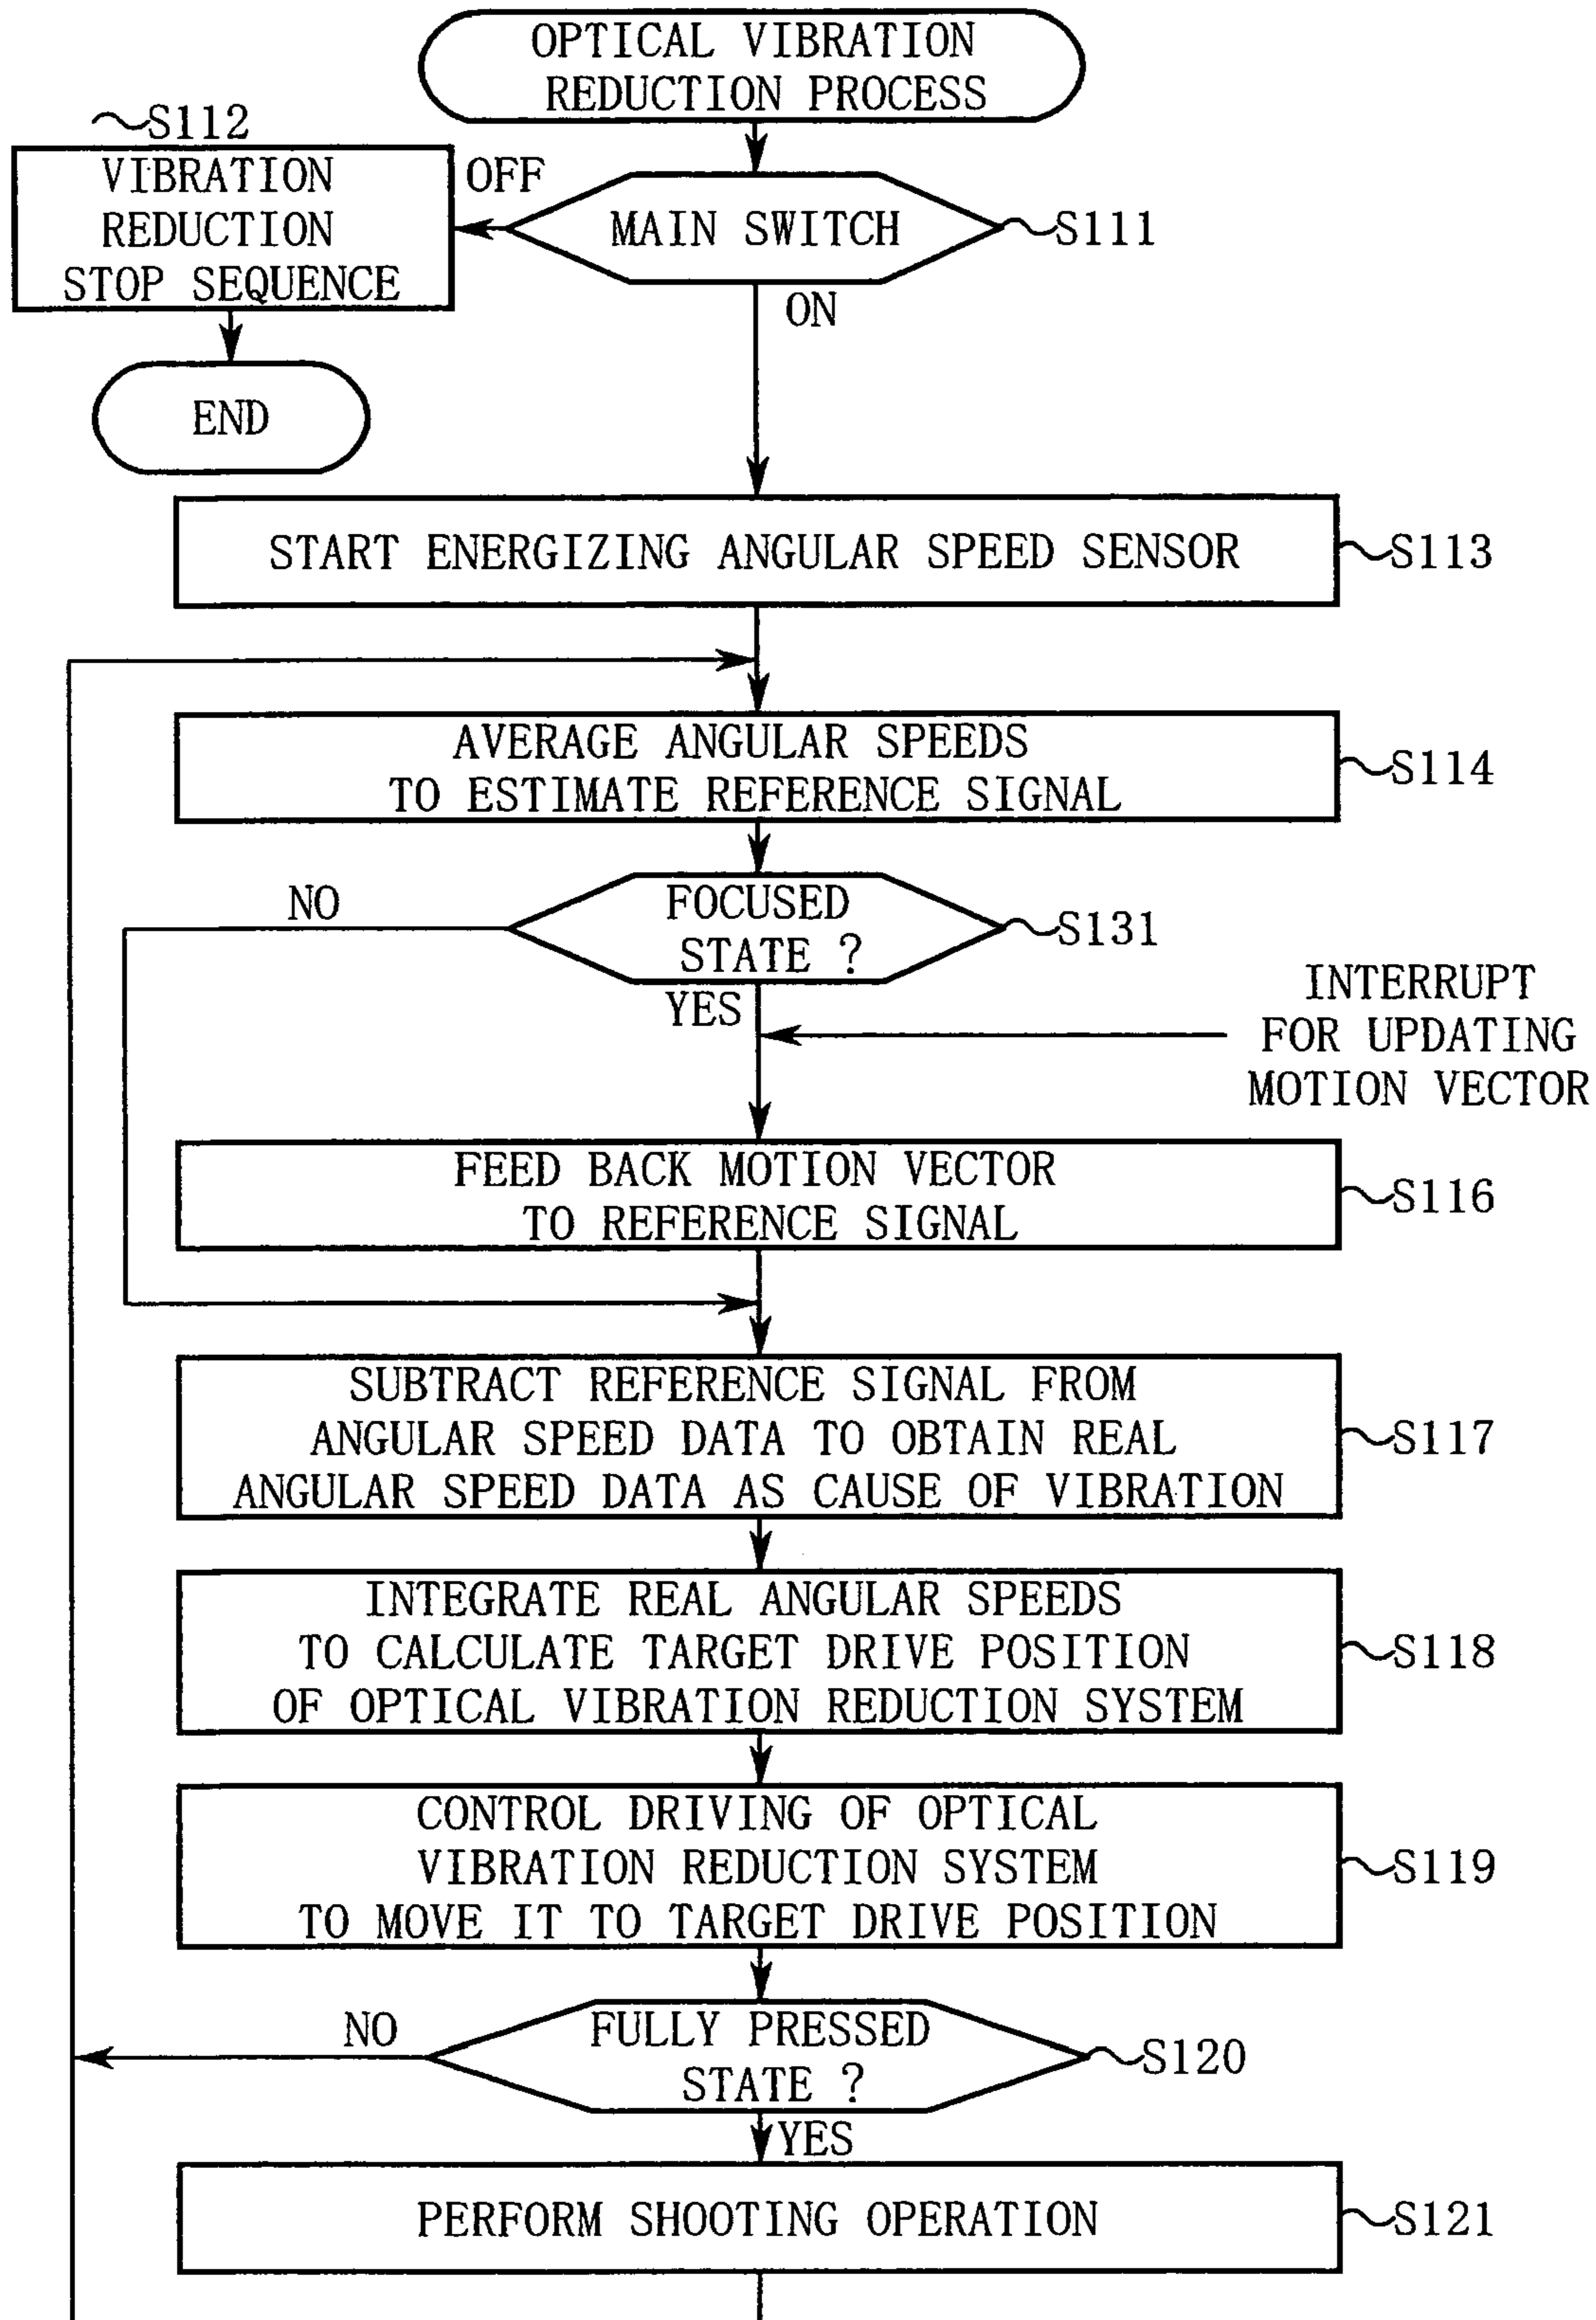 OPTICAL VIBRATION
REDUCTION PROCESS
S112
VIBRATION
REDUCTION
STOP SEQUENCE
OFF
MAIN SWITCH
S111
ON
END
START ENERGIZING ANGULAR SPEED SENSOR
S113
AVERAGE ANGULAR SPEEDS
TO ESTIMATE REFERENCE SIGNAL
S114
NO
FOCUSED
STATE ?
S131
YES
INTERRUPT
FOR UPDATING
MOTION VECTOR
FEED BACK MOTION VECTOR
TO REFERENCE SIGNAL
S116
SUBTRACT REFERENCE SIGNAL FROM
ANGULAR SPEED DATA TO OBTAIN REAL
ANGULAR SPEED DATA AS CAUSE OF VIBRATION
S117
INTEGRATE REAL ANGULAR SPEEDS
TO CALCULATE TARGET DRIVE POSITION
OF OPTICAL VIBRATION REDUCTION SYSTEM
S118
CONTROL DRIVING OF OPTICAL
VIBRATION REDUCTION SYSTEM
TO MOVE IT TO TARGET DRIVE POSITION
S119
NO
FULLY PRESSED
STATE ?
S120
YES
PERFORM SHOOTING OPERATION
S121